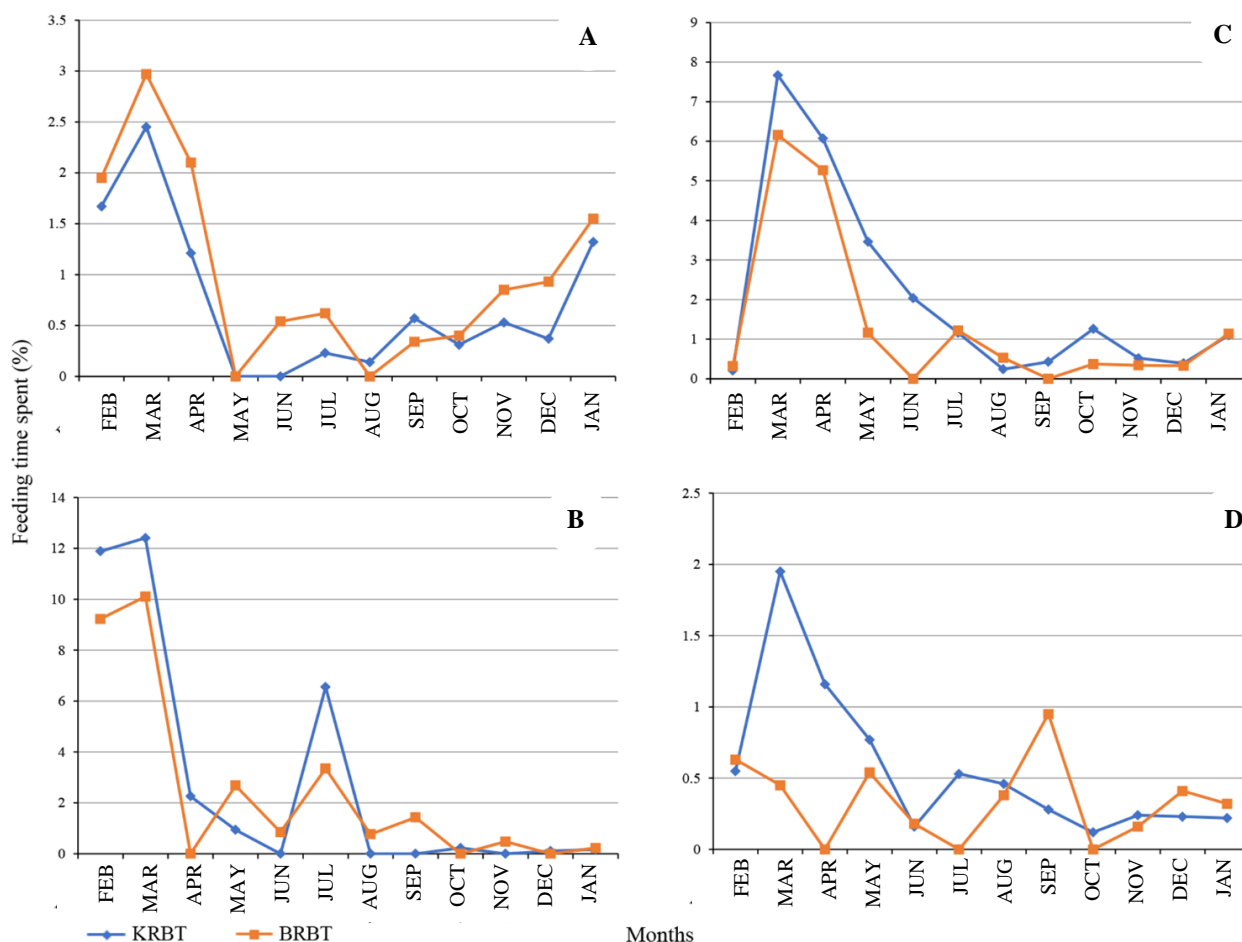 Feeding time spent (%)
A
3.5
3
2.5
2
1.5
1
0.5
0
FEB MAR APR MAY JUN JUL AUG SEP OCT NOV DEC JAN
C
9
8
7
6
5
4
3
2
1
0
FEB MAR APR MAY JUN JUL AUG SEP OCT NOV DEC JAN
B
14
12
10
8
6
4
2
0
FEB MAR APR MAY JUN JUL AUG SEP OCT NOV DEC JAN
D
2.5
2
1.5
1
0.5
0
FEB MAR APR MAY JUN JUL AUG SEP OCT NOV DEC JAN
KRBT BRBT
Months